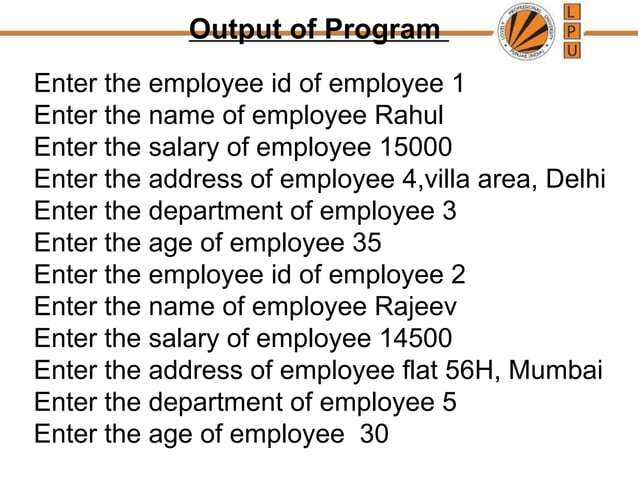 Output of Program
L
P
U
Enter the employee id of employee 1
Enter the name of employee Rahul
Enter the salary of employee 15000
Enter the address of employee 4,villa area, Delhi
Enter the department of employee 3
Enter the age of employee 35
Enter the employee id of employee 2
Enter the name of employee Rajeev
Enter the salary of employee 14500
Enter the address of employee flat 56H, Mumbai
Enter the department of employee 5
Enter the age of employee  30